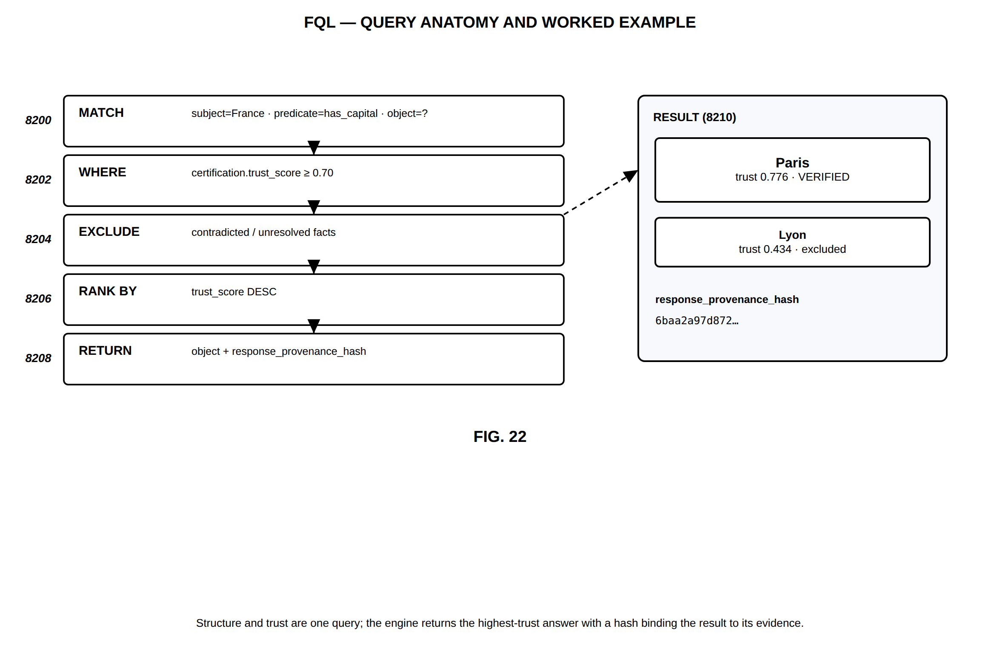 FQL — QUERY ANATOMY AND WORKED EXAMPLE
8200
MATCH
subject=France · predicate=has_capital · object=?
8202
WHERE
certification.trust_score ≥ 0.70
8204
EXCLUDE
contradicted / unresolved facts
8206
RANK BY
trust_score DESC
8208
RETURN
object + response_provenance_hash
RESULT (8210)
Paris
trust 0.776 · VERIFIED
Lyon
trust 0.434 · excluded
response_provenance_hash
6baa2a97d872…
FIG. 22
Structure and trust are one query; the engine returns the highest-trust answer with a hash binding the result to its evidence.